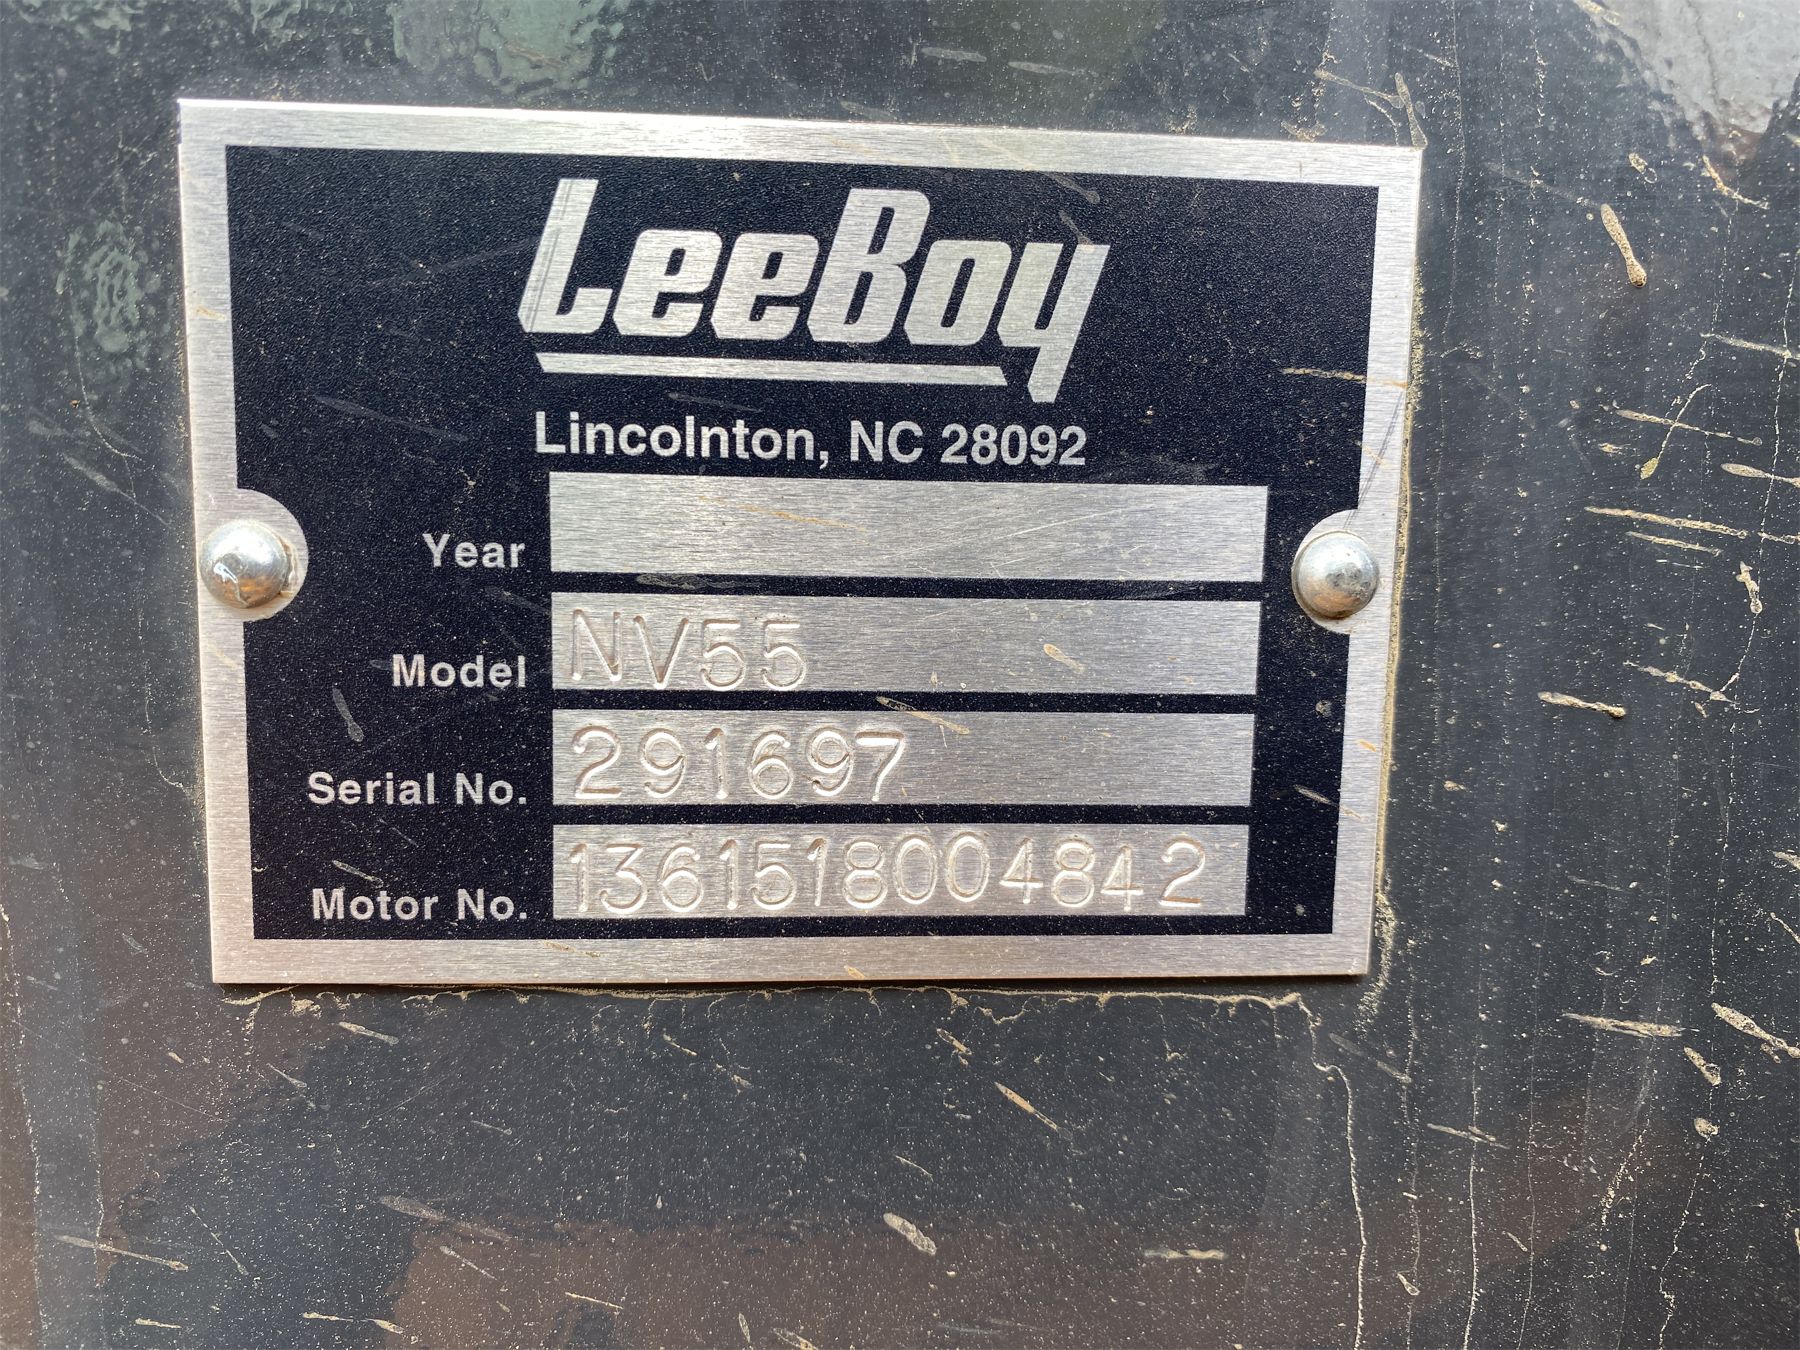 LeeBoy
Lincolnton, NC 28092
Year
Model NV55
Serial No. 291697
Motor No. 1361518004842